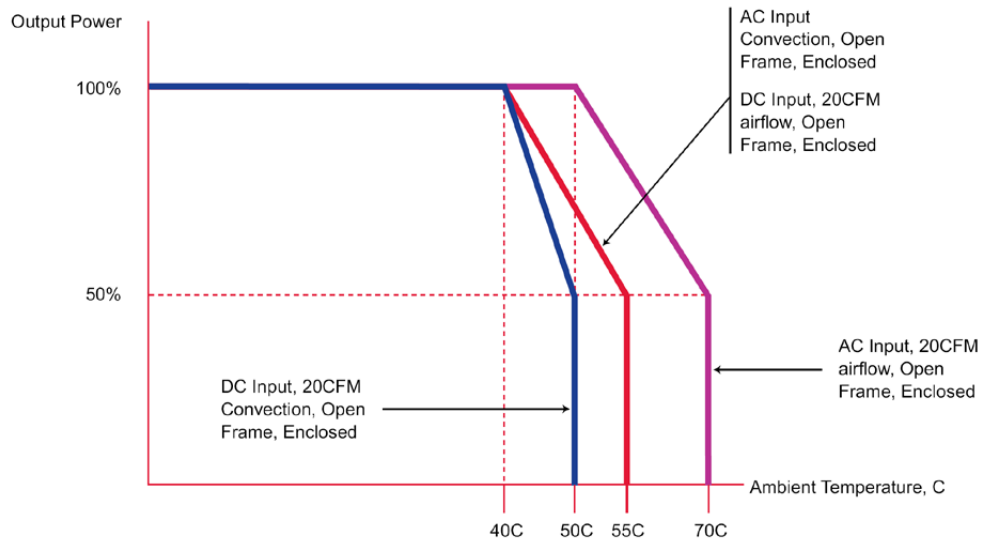 Output Power
AC Input
Convection, Open
Frame, Enclosed
DC Input, 20CFM
airflow, Open
Frame, Enclosed
100%
50%
AC Input, 20CFM
airflow, Open
Frame, Enclosed
DC Input, 20CFM
Convection, Open
Frame, Enclosed
Ambient Temperature, C
40C 50C 55C 70C